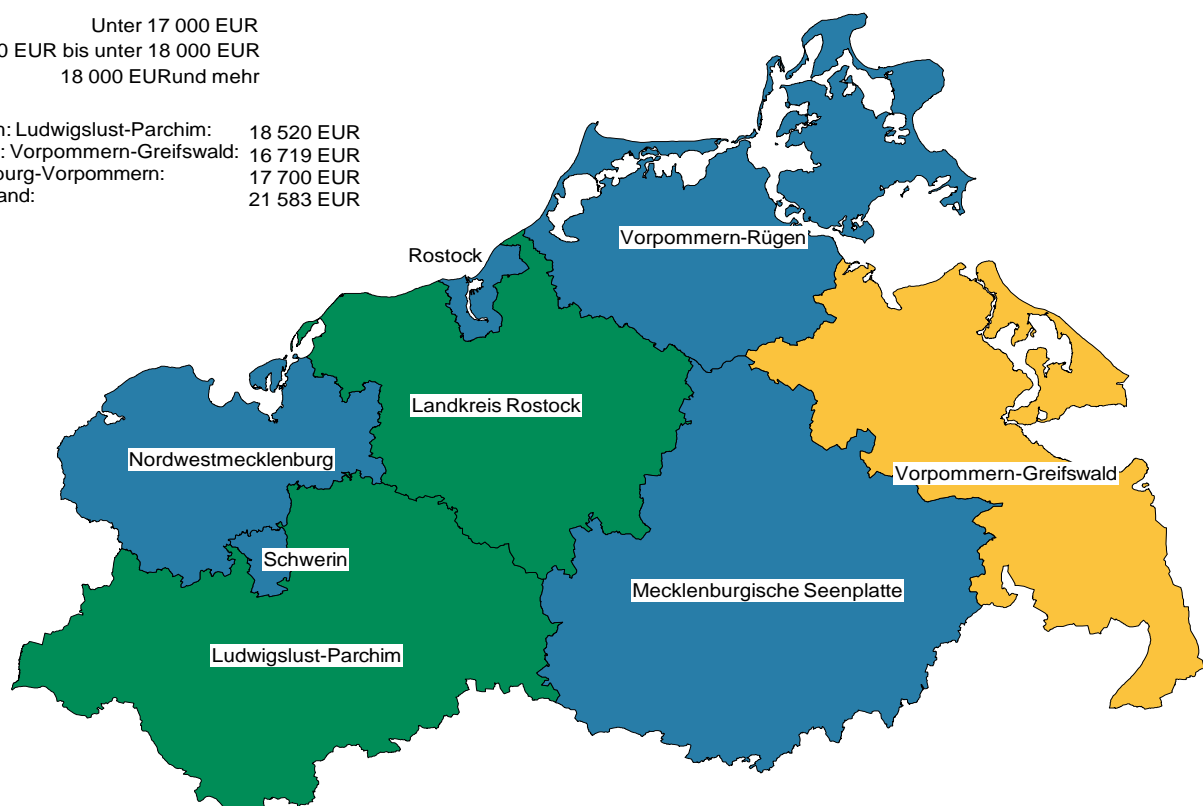 Unter 17 000 EUR
0 EUR bis unter 18 000 EUR
18 000 EURund mehr
n: Ludwigslust-Parchim: 18 520 EUR
: Vorpommern-Greifswald: 16 719 EUR
ourg-Vorpommern: 17 700 EUR
and: 21 583 EUR
Vorpommern-Rügen
Rostock
Landkreis Rostock
Nordwestmecklenburg
Vorpommern-Greifswald
Schwerin
Mecklenburgische Seenplatte
Ludwigslust-Parchim